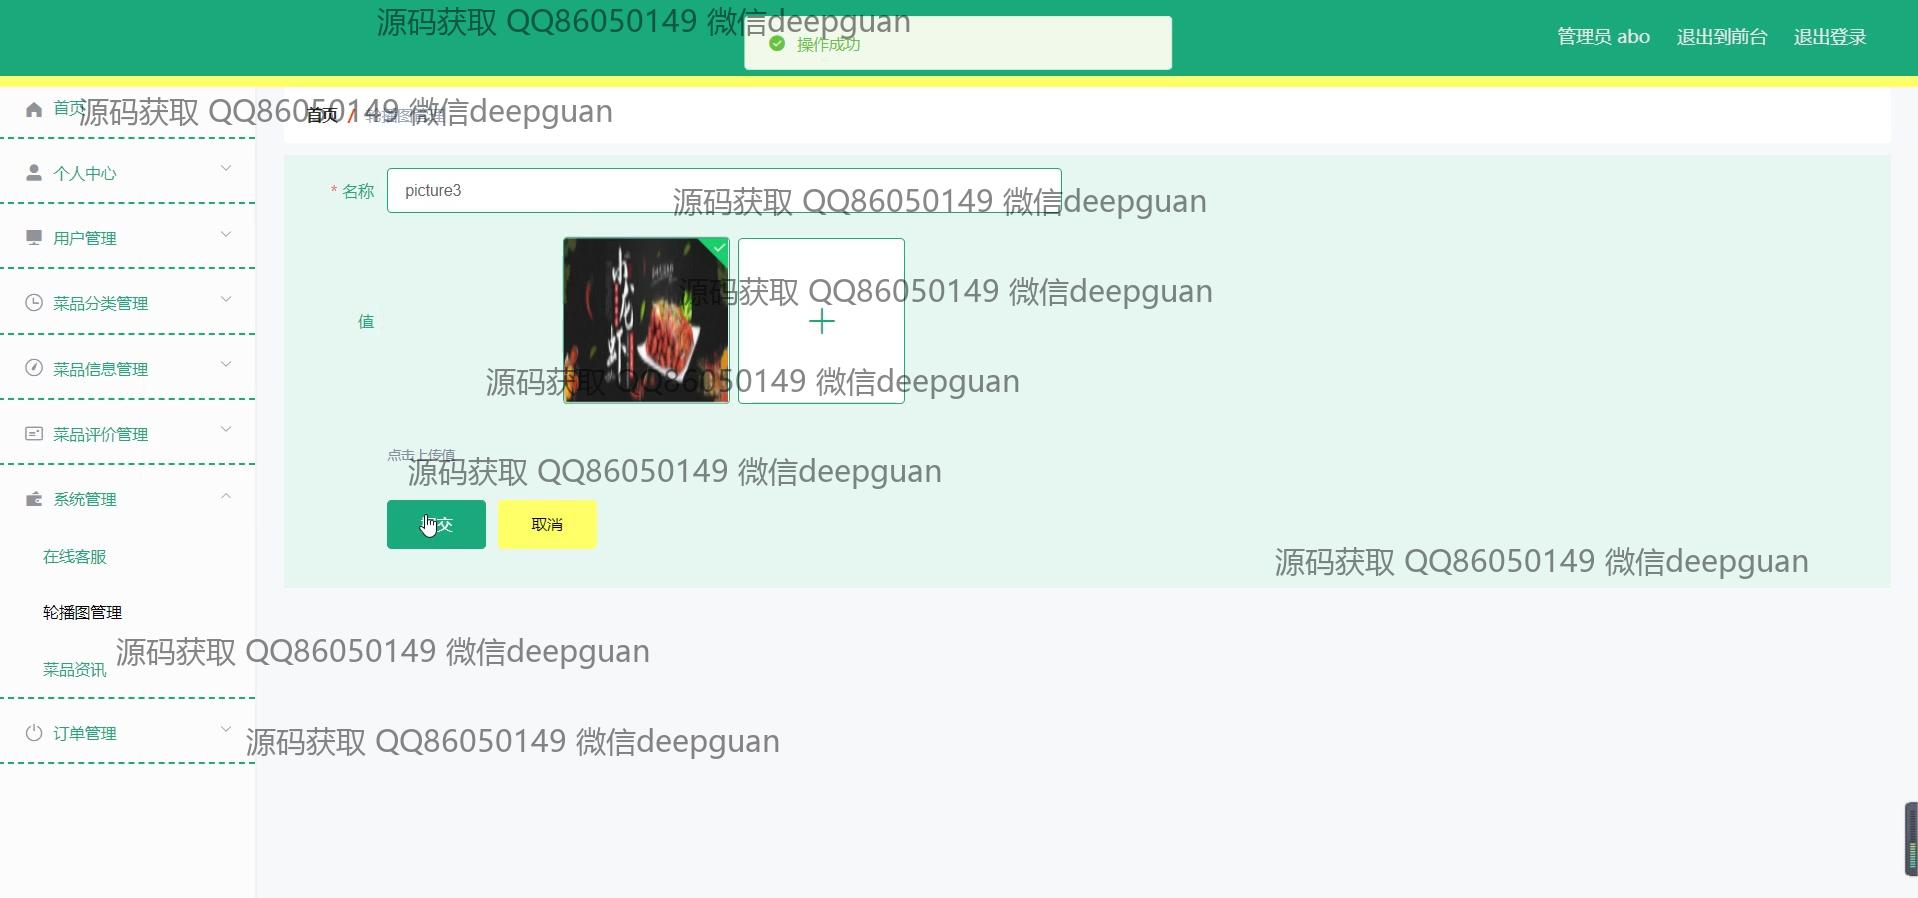 源码获取 QQ86050149 微信deepguan
操作成功
管理员 abo
退出到前台
退出登录
首页
源码获取 QQ86050149 微信deepguan
首页 / 轮播图管理
个人中心
* 名称
picture3
源码获取 QQ86050149 微信deepguan
用户管理
小龙虾
源码获取 QQ86050149 微信deepguan
菜品分类管理
值
菜品信息管理
源码获取 QQ86050149 微信deepguan
菜品评价管理
点击上传值
源码获取 QQ86050149 微信deepguan
系统管理
提交
取消
在线客服
源码获取 QQ86050149 微信deepguan
轮播图管理
源码获取 QQ86050149 微信deepguan
菜品资讯
订单管理
源码获取 QQ86050149 微信deepguan